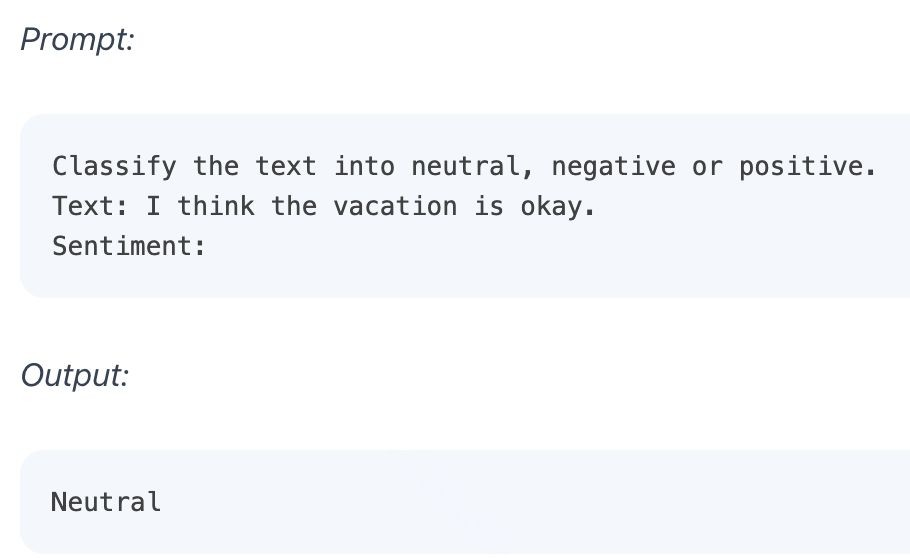 Prompt:
Classify the text into neutral, negative or positive.
Text: I think the vacation is okay.
Sentiment:
Output:
Neutral